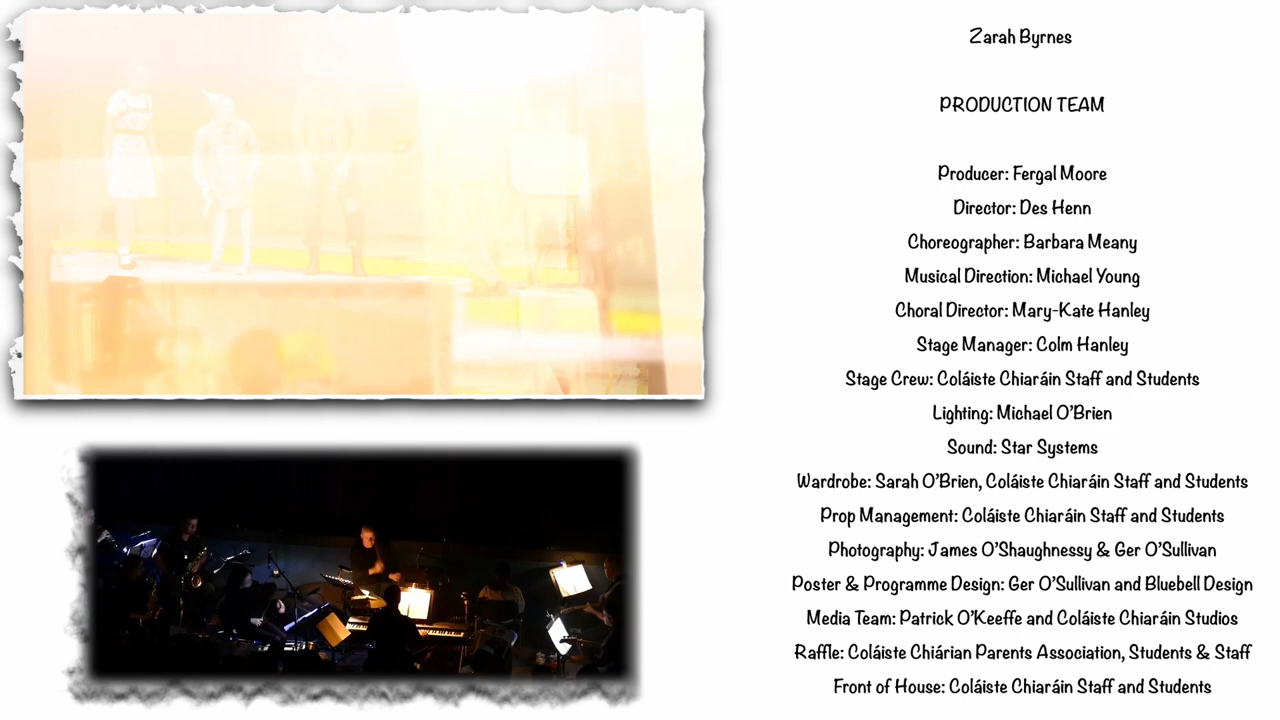 Zarah Byrnes
PRODUCTION TEAM
Producer: Fergal Moore
Director: Des Henn
Choreographer: Barbara Meany
Musical Direction: Michael Young
Choral Director: Mary-Kate Hanley
Stage Manager: Colm Hanley
Stage Crew: Coláiste Chiaráin Staff and Students
Lighting: Michael O'Brien
Sound: Star Systems
Wardrobe: Sarah O'Brien, Coláiste Chiaráin Staff and Students
Prop Management: Coláiste Chiaráin Staff and Students
Photography: James O'Shaughnessy & Ger O'Sullivan
Poster & Programme Design: Ger O'Sullivan and Bluebell Design
Media Team: Patrick O'Keeffe and Coláiste Chiaráin Studios
Raffle: Coláiste Chiárian Parents Association, Students & Staff
Front of House: Coláiste Chiaráin Staff and Students